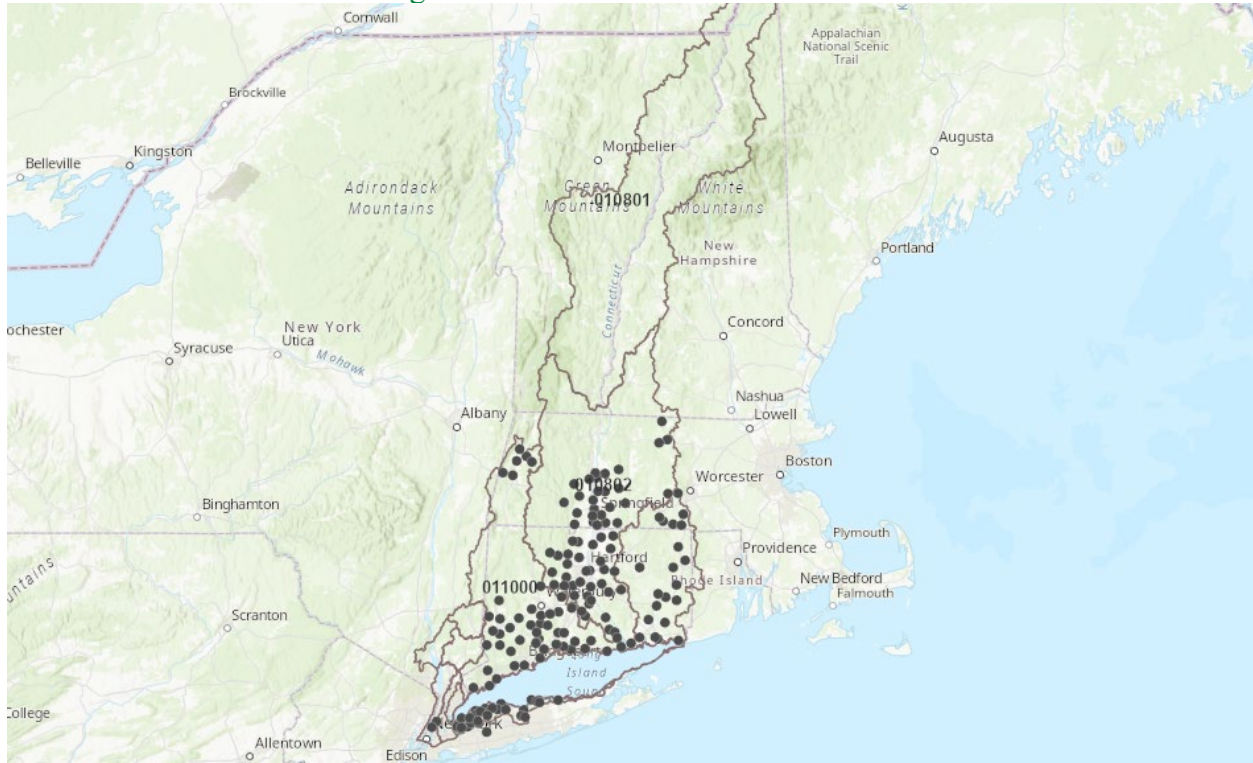 Cornwall
Appalachian
National Scenic
Trail
Brockville
Montpelier
Augusta
Belleville
Kingston
Adirondack
Mountains
Green
Mountains
White
Mountains
010801
Portland
New
Hampshire
Connecticut
ochester
New York
Utica
Syracuse
Mohawk
Concord
Nashua
Lowell
Albany
Boston
Worcester
010802
Springfield
Binghamton
Plymouth
Providence
Hartford
Rhode Island
New Bedford
Falmouth
011000
Scranton
Long
Island
Sound
College
Edison
Allentown